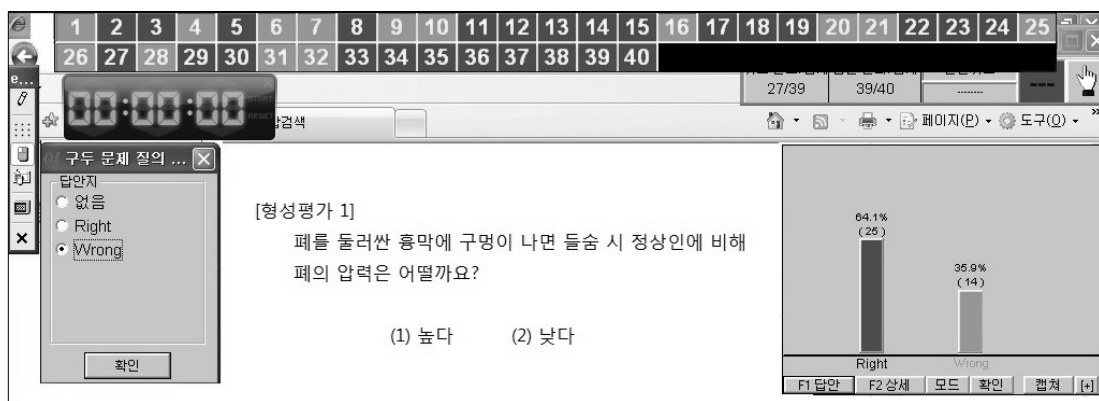 1 2 3 4 5 6 7 8 9 10 11 12 13 14 15 16 17 18 19 20 21 22 23 24 25
26 27 28 29 30 31 32 33 34 35 36 37 38 39 40
27/39 39/40 --------- ---
e...
00:00:00
START
RESET
검색
페이지(P) 도구(O) »
구두 문제 질의 ...
답안지
없음
Right
Wrong
확인
[형성평가 1]
폐를 둘러싼 흉막에 구멍이 나면 들숨 시 정상인에 비해
폐의 압력은 어떨까요?
(1) 높다 (2) 낮다
64.1%
(25)
35.9%
(14)
Right Wrong
F1 답안 F2 상세 모드 확인 캡쳐 [+]